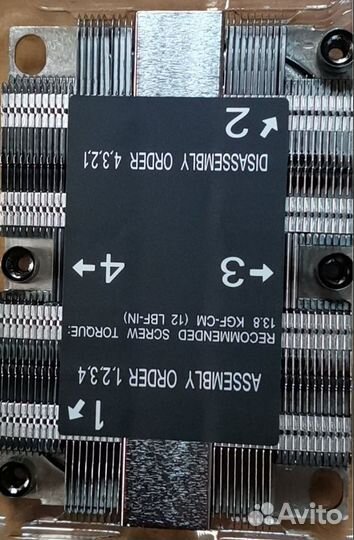 1
ASSEMBLY ORDER 1,2,3,4
RECOMMENDED SCREW TORQUE:
13.8 KGF-CM (12 LBF-IN)
3
4
DISASSEMBLY ORDER 4,3,2,1
2
Avito